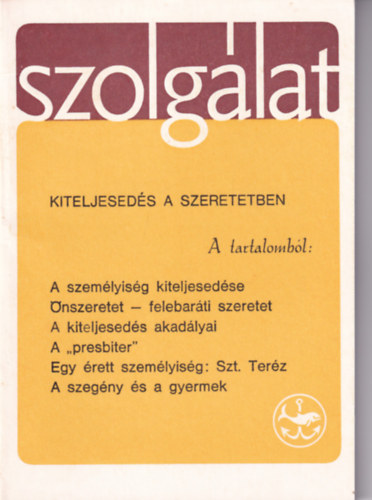 szolgálat
KITELJESEDÉS A SZERETETBEN
A tartalomból:
A személyiség kiteljesedése
Önszeretet — felebaráti szeretet
A kiteljesedés akadályai
A „presbiter”
Egy érett személyiség: Szt. Teréz
A szegény és a gyermek